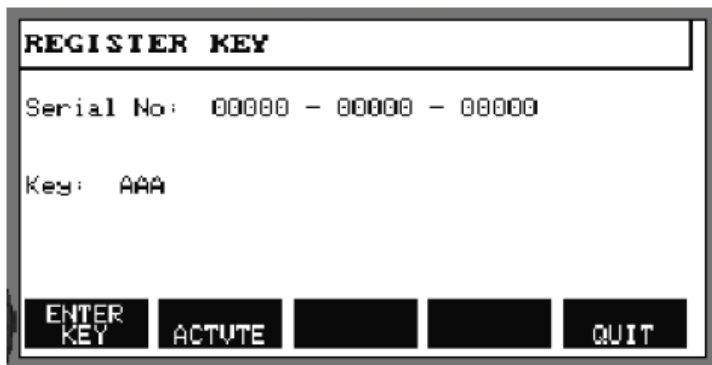 REGISTER KEY
Serial No: 00000 - 00000 - 00000
Key: AAA
ENTER
KEY
ACTVTE
QUIT